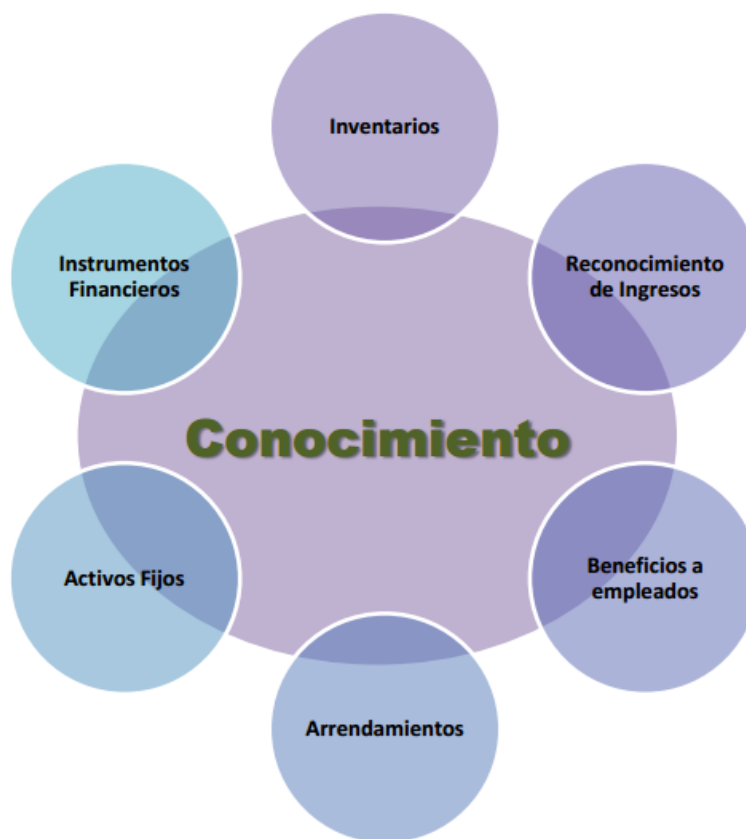 Inventarios
Instrumentos
Financieros
Reconocimiento
de Ingresos
Conocimiento
Activos Fijos
Beneficios a
empleados
Arrendamientos